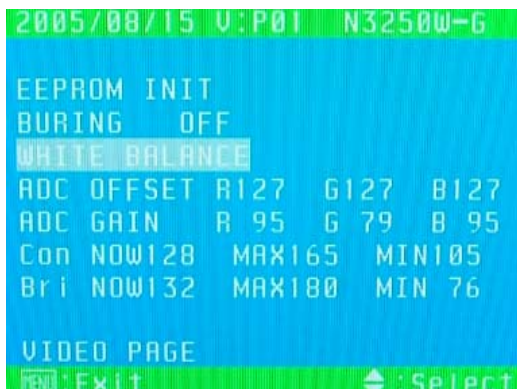 2005/08/15 V:P01 N3250W-G
EEPROM INIT
BURING OFF
WHITE BALANCE
ADC OFFSET R127 G127 B127
ADC GAIN R 95 G 79 B 95
Con NOW128 MAX165 MIN105
Bri NOW132 MAX180 MIN 76
VIDEO PAGE
MENU:Exit :Select